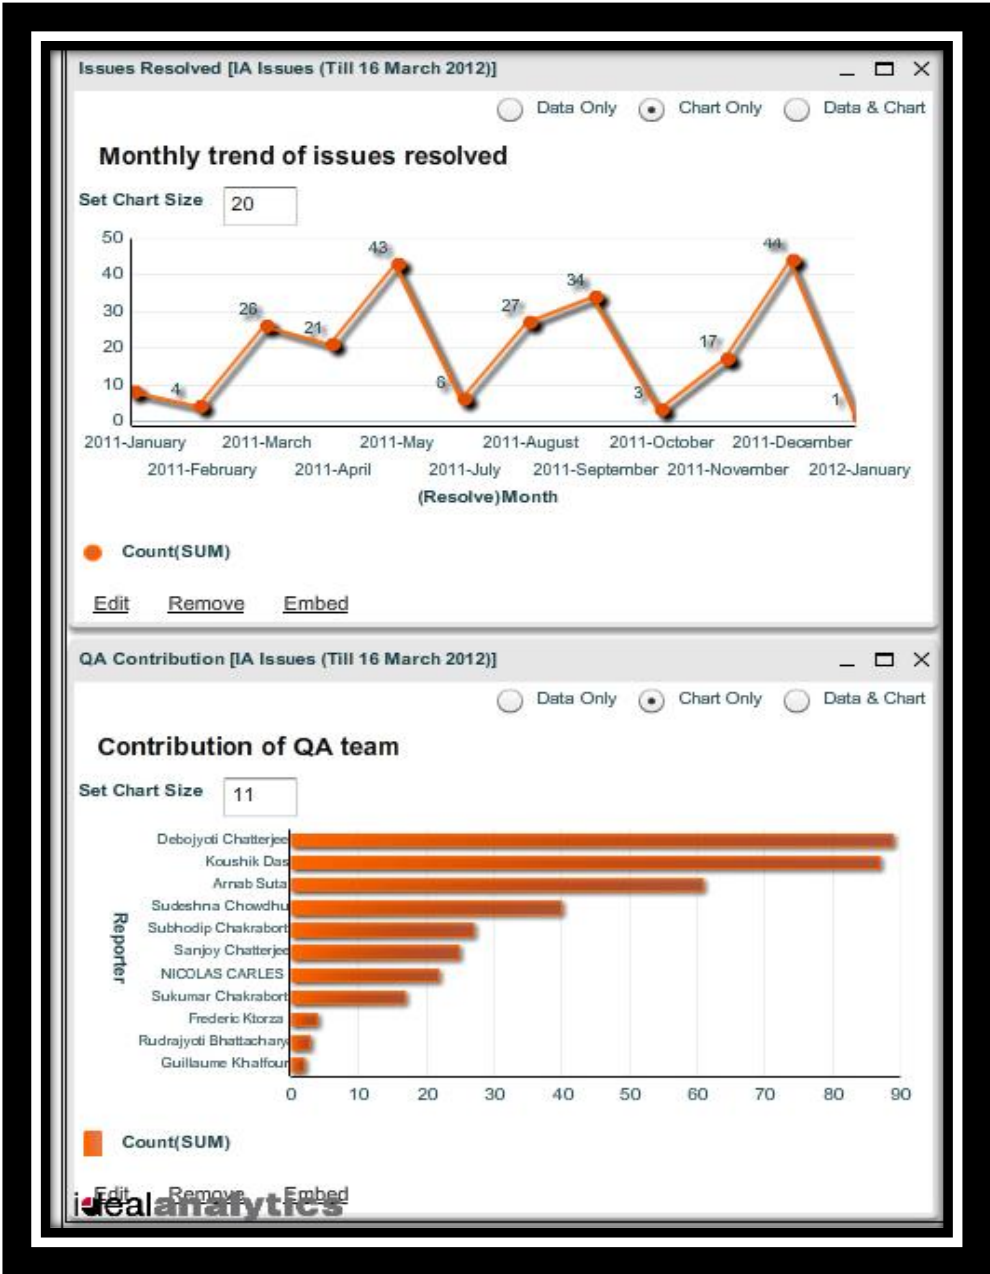 Issues Resolved [IA Issues (Till 16 March 2012)]
Data Only Chart Only Data & Chart
Monthly trend of issues resolved
Set Chart Size 20
50
40
30
20
10
0
4
26
21
43
6
27
34
3
17
44
1
2011-January 2011-March 2011-May 2011-August 2011-October 2011-December
2011-February 2011-April 2011-July 2011-September 2011-November 2012-January
(Resolve)Month
Count(SUM)
Edit Remove Embed
QA Contribution [IA Issues (Till 16 March 2012)]
Data Only Chart Only Data & Chart
Contribution of QA team
Set Chart Size 11
Reporter
Debojyoti Chatterjee
Koushik Das
Arnab Suta
Sudeshna Chowdhu
Subhodip Chakrabort
Sanjoy Chatterjee
NICOLAS CARLES
Sukumar Chakrabort
Frederic Ktorza
Rudrajyoti Bhattachary
Guillaume Khalfour
0 10 20 30 40 50 60 70 80 90
Count(SUM)
Edit Remove Embed
idealanalytics